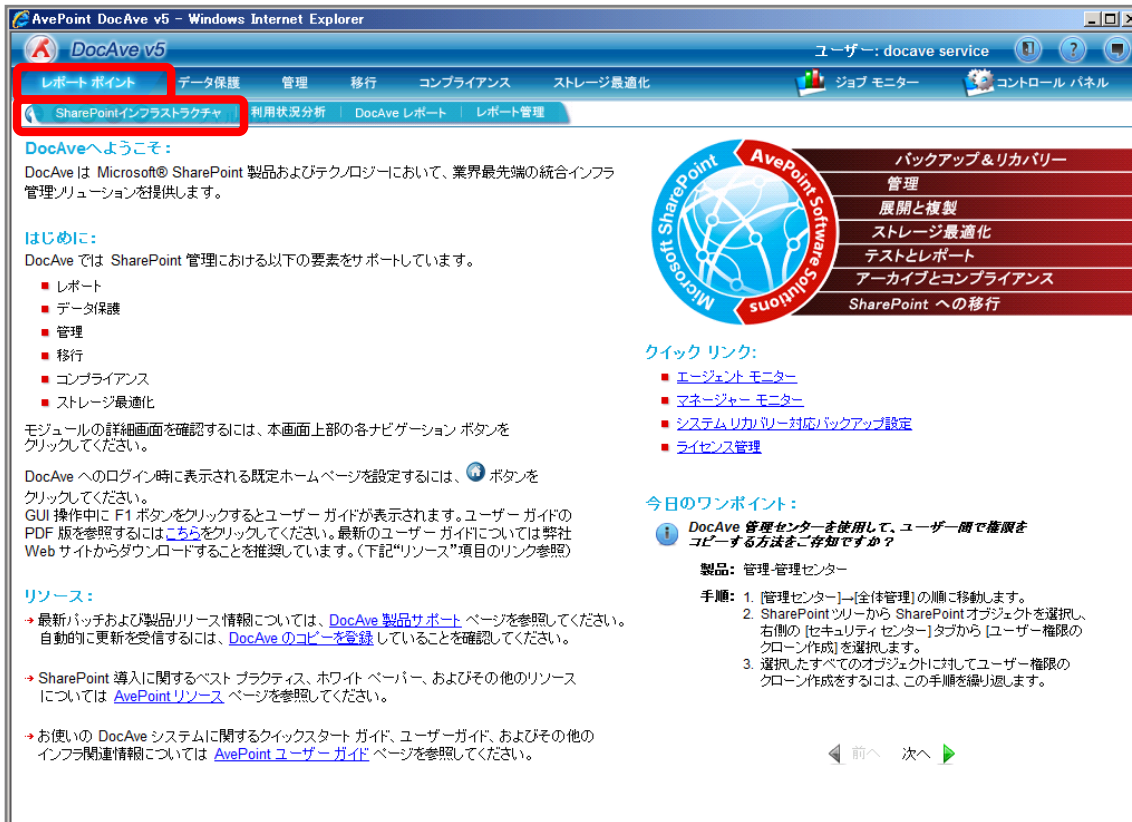 AvePoint DocAve v5 - Windows Internet Explorer
DocAve v5
ユーザー: docave service
レポート ポイント
データ保護
管理
移行
コンプライアンス
ストレージ最適化
ジョブ モニター
コントロール パネル
SharePointインフラストラクチャ
利用状況分析
DocAve レポート
レポート管理
DocAveへようこそ:
DocAve は Microsoft® SharePoint 製品およびテクノロジーにおいて、業界最先端の統合インフラ
管理ソリューションを提供します。
はじめに:
DocAve では SharePoint 管理における以下の要素をサポートしています。
レポート
データ保護
管理
移行
コンプライアンス
ストレージ最適化
モジュールの詳細画面を確認するには、本画面上部の各ナビゲーション ボタンを
クリックしてください。
DocAve へのログイン時に表示される既定ホームページを設定するには、 ボタンを
クリックしてください。
GUI 操作中に F1 ボタンをクリックするとユーザー ガイドが表示されます。ユーザー ガイドの
PDF 版を参照するにはこちらをクリックしてください。最新のユーザー ガイドについては弊社
Web サイトからダウンロードすることを推奨しています。(下記“リソース”項目のリンク参照)
リソース:
最新パッチおよび製品リリース情報については、DocAve 製品サポート ページを参照してください。
自動的に更新を受信するには、DocAve のコピーを登録 していることを確認してください。
SharePoint 導入に関するベスト プラクティス、ホワイト ペーパー、およびその他のリソース
については AvePoint リソース ページを参照してください。
お使いの DocAve システムに関するクイックスタート ガイド、ユーザーガイド、およびその他の
インフラ関連情報については AvePoint ユーザー ガイド ページを参照してください。
Microsoft SharePoint
AvePoint Software Solutions
バックアップ&リカバリー
管理
展開と複製
ストレージ最適化
テストとレポート
アーカイブとコンプライアンス
SharePoint への移行
クイック リンク:
エージェント モニター
マネージャー モニター
システム リカバリー対応バックアップ設定
ライセンス管理
今日のワンポイント:
DocAve 管理センターを使用して、ユーザー間で権限を
コピーする方法をご存知ですか?
製品: 管理-管理センター
手順: 1. [管理センター]→[全体管理] の順に移動します。
2. SharePoint ツリーから SharePoint オブジェクトを選択し、
右側の [セキュリティ センター] タブから [ユーザー権限の
クローン作成] を選択します。
3. 選択したすべてのオブジェクトに対してユーザー権限の
クローン作成をするには、この手順を繰り返します。
前へ 次へ